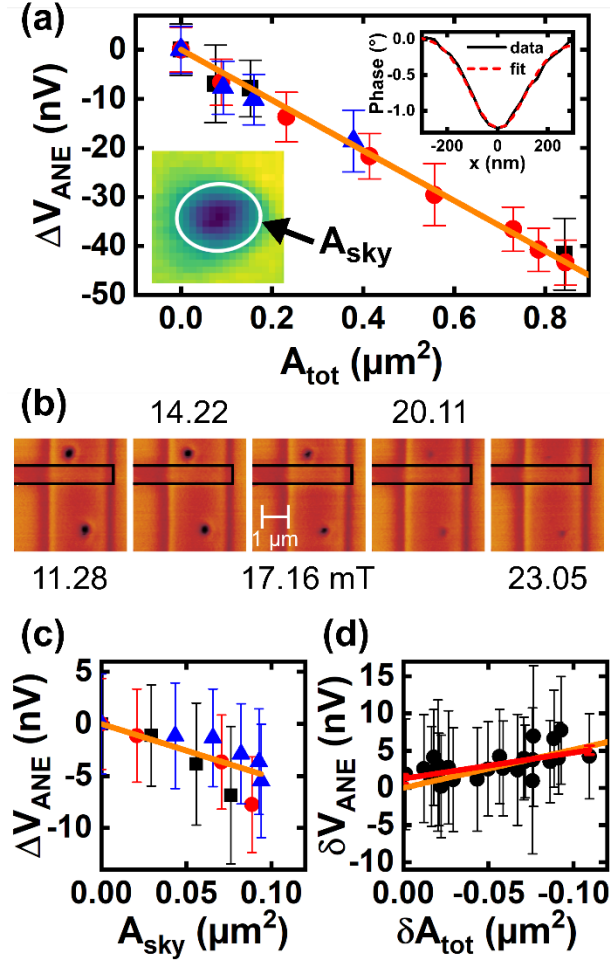 (a)
0
-10
-20
-30
-40
-50
ΔV_ANE (nV)
0.0
-0.5
-1.0
Phase (°)
data
fit
-200 0 200
x (nm)
A_sky
0.0 0.2 0.4 0.6 0.8
A_tot (µm²)
(b)
14.22 20.11
1 µm
11.28 17.16 mT 23.05
(c)
5
0
-5
-10
ΔV_ANE (nV)
0.00 0.05 0.10
A_sky (µm²)
(d)
15
10
5
0
-5
-10
δV_ANE (nV)
0.00 -0.05 -0.10
δA_tot (µm²)